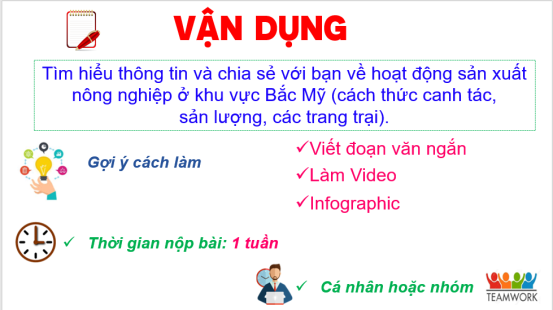 VẬN DỤNG
Tìm hiểu thông tin và chia sẻ với bạn về hoạt động sản xuất
nông nghiệp ở khu vực Bắc Mỹ (cách thức canh tác,
sản lượng, các trang trại).
Gợi ý cách làm
✓Viết đoạn văn ngắn
✓Làm Video
✓Infographic
✓ Thời gian nộp bài: 1 tuần
✓ Cá nhân hoặc nhóm
TEAMWORK